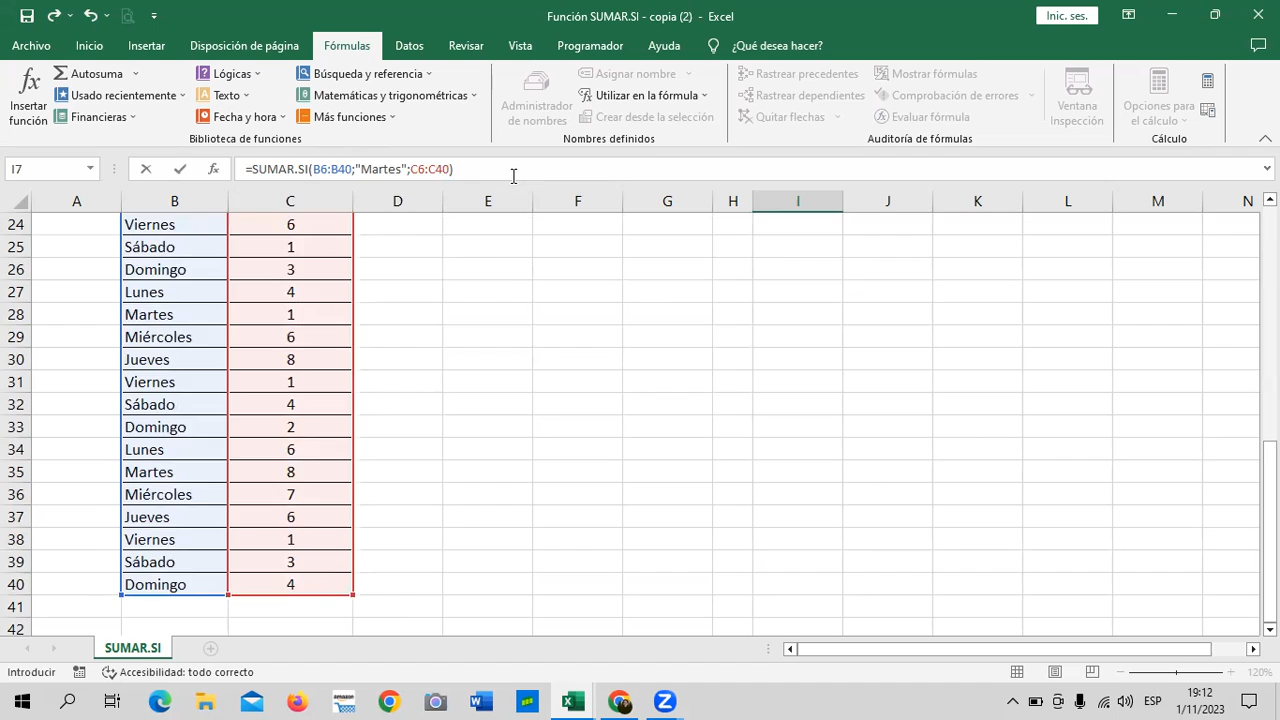 Función SUMAR.SI - copia (2) - Excel
Inic. ses.
Archivo Inicio Insertar Disposición de página Fórmulas Datos Revisar Vista Programador Ayuda ¿Qué desea hacer?
Insertar función
Autosuma
Usado recientemente
Financieras
Lógicas
Texto
Fecha y hora
Búsqueda y referencia
Matemáticas y trigonométricas
Más funciones
Biblioteca de funciones
Administrador de nombres
Asignar nombre
Utilizar en la fórmula
Crear desde la selección
Nombres definidos
Rastrear precedentes
Rastrear dependientes
Quitar flechas
Mostrar fórmulas
Comprobación de errores
Evaluar fórmula
Auditoría de fórmulas
Ventana Inspección
Opciones para el cálculo
Cálculo
I7 fx =SUMAR.SI(B6:B40;"Martes";C6:C40)
A B C D E F G H I J K L M N
24 Viernes 6
25 Sábado 1
26 Domingo 3
27 Lunes 4
28 Martes 1
29 Miércoles 6
30 Jueves 8
31 Viernes 1
32 Sábado 4
33 Domingo 2
34 Lunes 6
35 Martes 8
36 Miércoles 7
37 Jueves 6
38 Viernes 1
39 Sábado 3
40 Domingo 4
41
42
SUMAR.SI
Introducir Accesibilidad: todo correcto 120%
ESP
19:12
1/11/2023